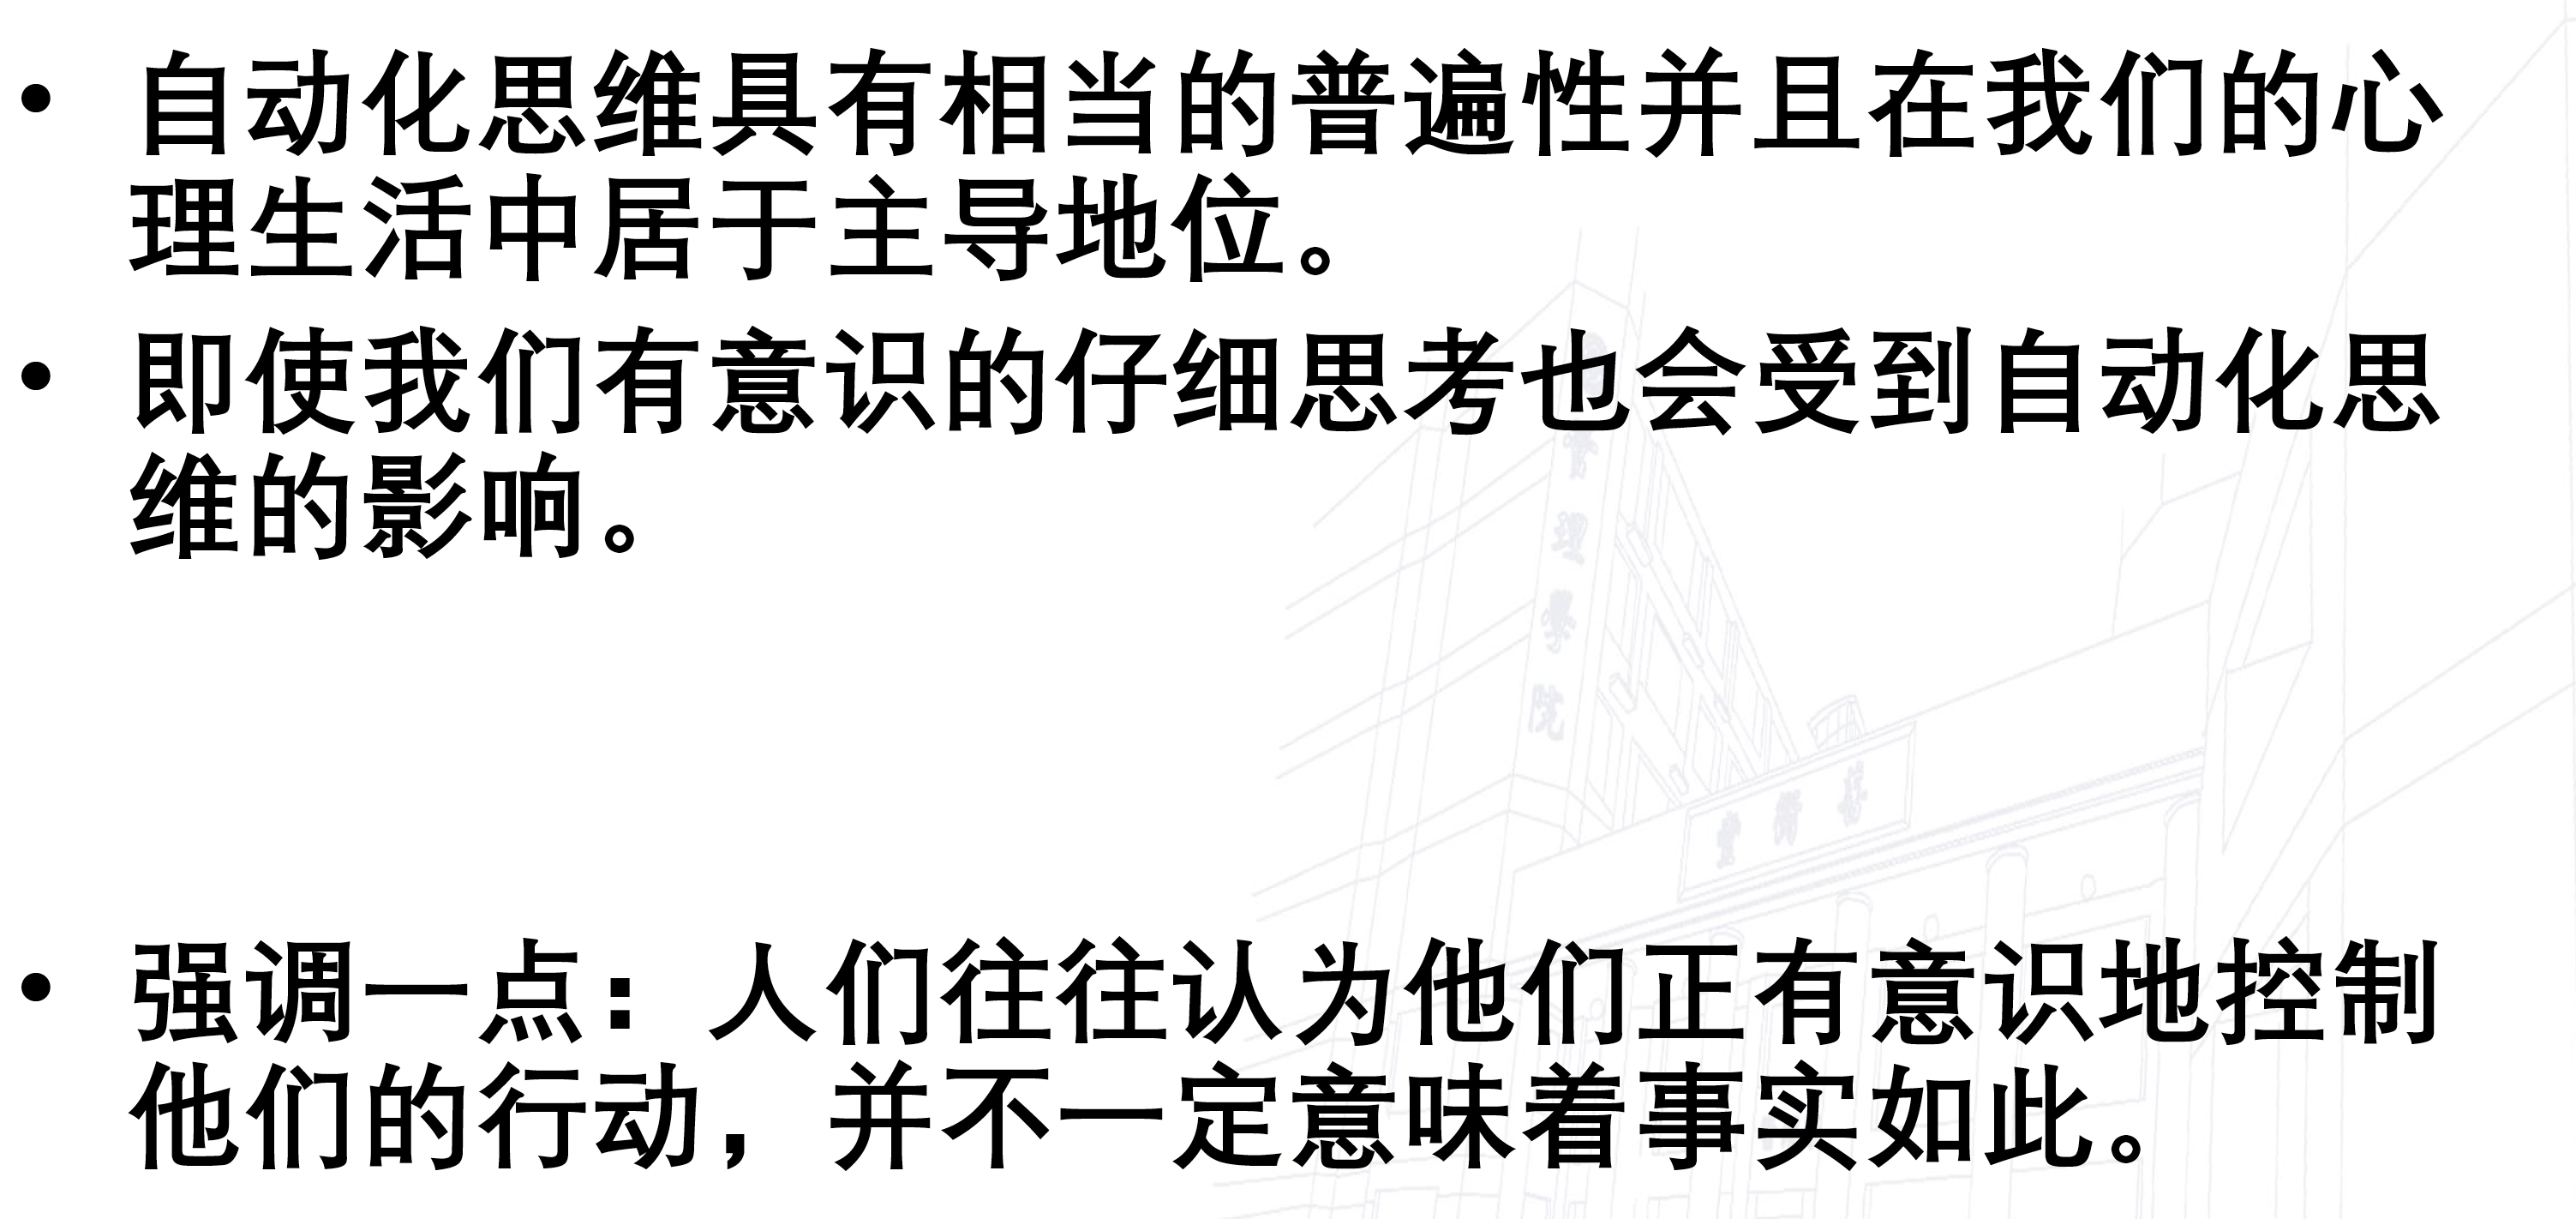 • 自动化思维具有相当的普遍性并且在我们的心
理生活中居于主导地位。
• 即使我们有意识的仔细思考也会受到自动化思
维的影响。
• 强调一点：人们往往认为他们正有意识地控制
他们的行动，并不一定意味着事实如此。
管理學院